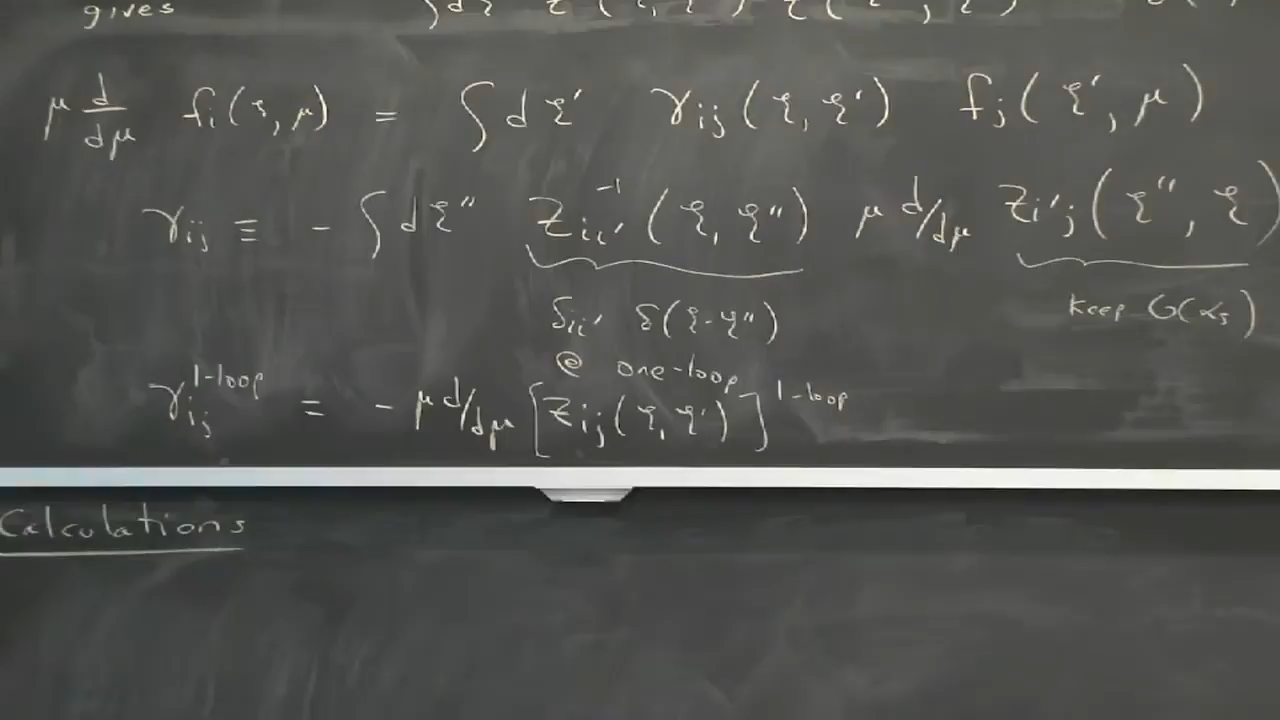 gives
μ d/dμ f_i(ξ, μ) = ∫dξ' γ_ij(ξ, ξ') f_j(ξ', μ)
γ_ij ≡ - ∫dξ'' Z^{-1}_{ii'}(ξ, ξ'') μ d/dμ Z_{i'j}(ξ'', ξ
δ_{ii'} δ(ξ-ξ'') keep O(α_s)
@ one-loop
γ_ij^{1-loop} = - μ d/dμ [Z_ij(ξ, ξ')]^{1-loop}
Calculations